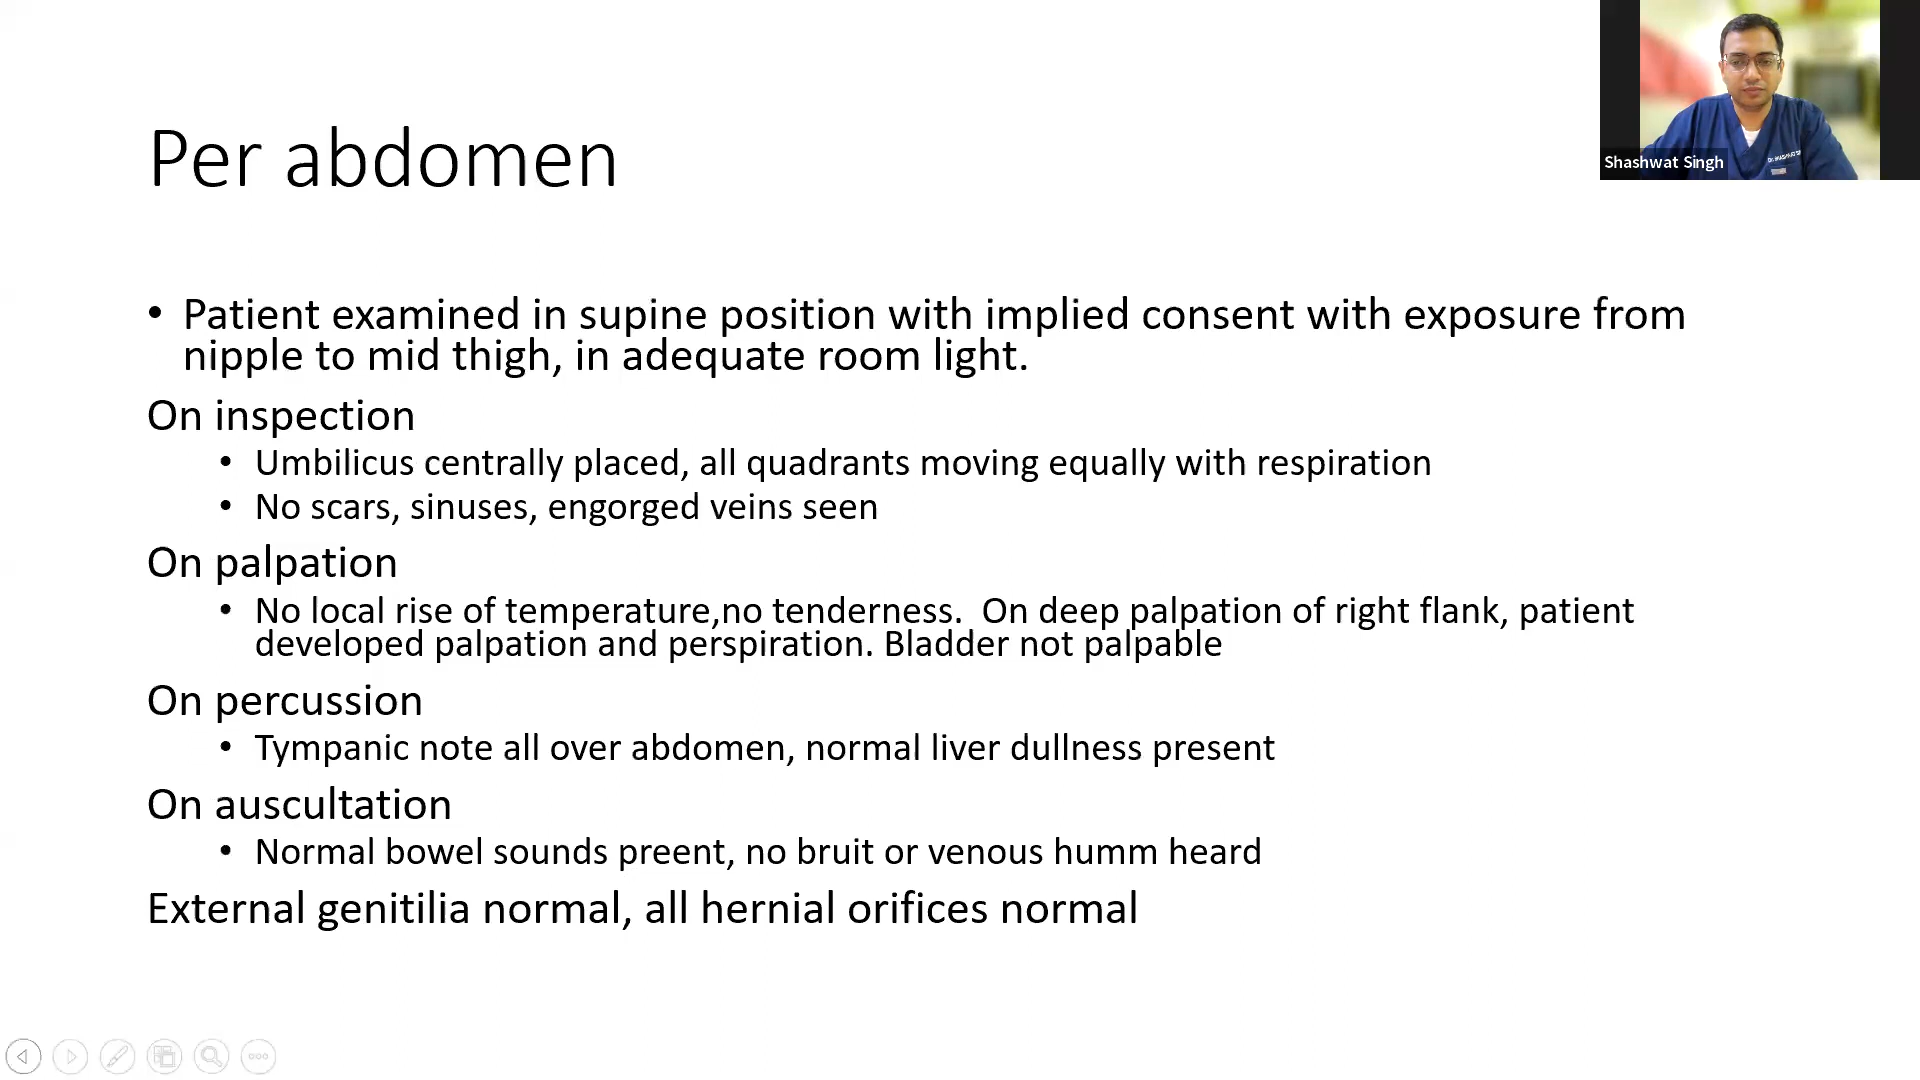 Per abdomen
Shashwat Singh
• Patient examined in supine position with implied consent with exposure from
nipple to mid thigh, in adequate room light.
On inspection
• Umbilicus centrally placed, all quadrants moving equally with respiration
• No scars, sinuses, engorged veins seen
On palpation
• No local rise of temperature,no tenderness.  On deep palpation of right flank, patient
developed palpation and perspiration. Bladder not palpable
On percussion
• Tympanic note all over abdomen, normal liver dullness present
On auscultation
• Normal bowel sounds preent, no bruit or venous humm heard
External genitilia normal, all hernial orifices normal